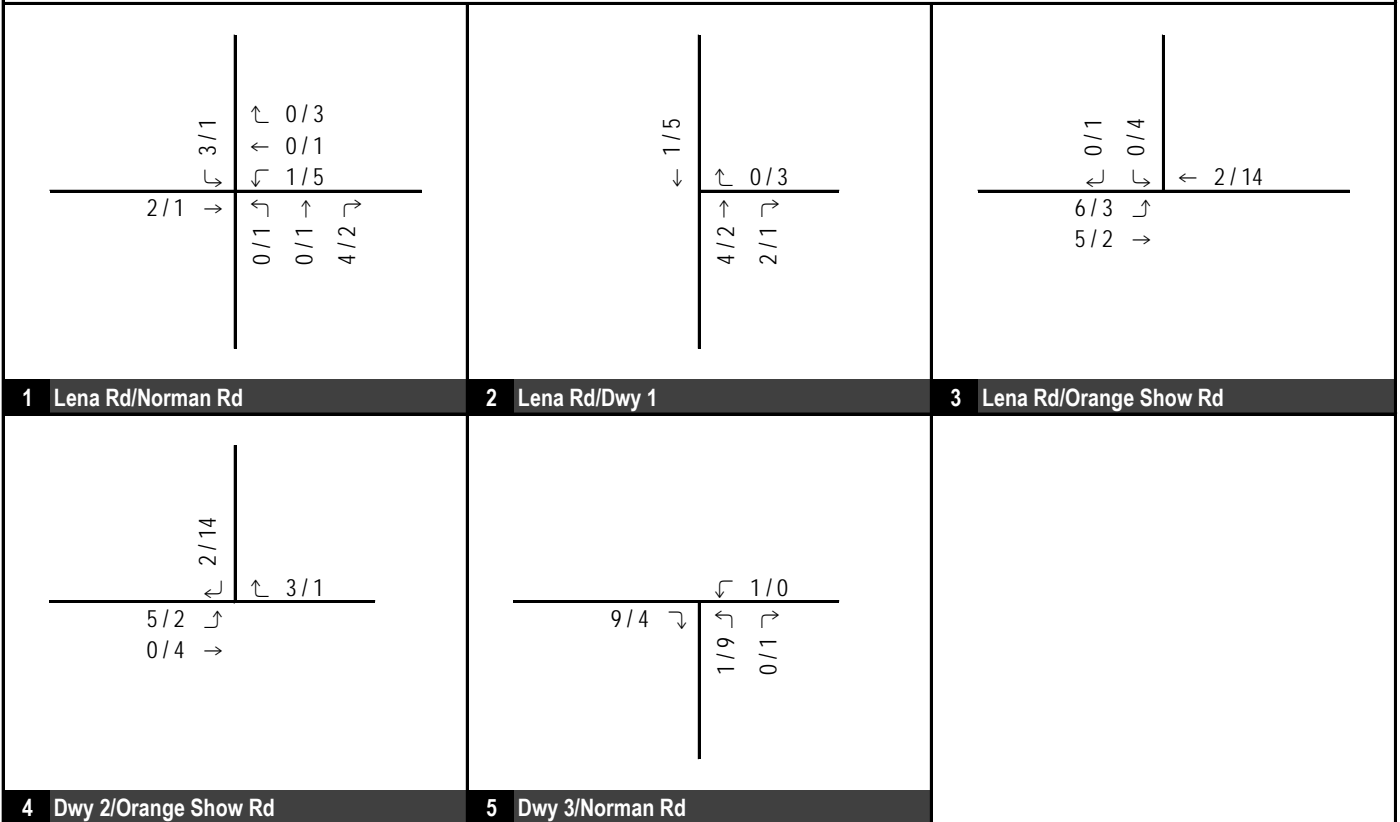 3 / 1
0 / 3
0 / 1
1 / 5
2 / 1
0 / 1
0 / 1
4 / 2
1 Lena Rd/Norman Rd
1 / 5
0 / 3
4 / 2
2 / 1
2 Lena Rd/Dwy 1
0 / 1
0 / 4
2 / 14
6 / 3
5 / 2
3 Lena Rd/Orange Show Rd
2 / 14
3 / 1
5 / 2
0 / 4
4 Dwy 2/Orange Show Rd
1 / 0
9 / 4
1 / 9
0 / 1
5 Dwy 3/Norman Rd